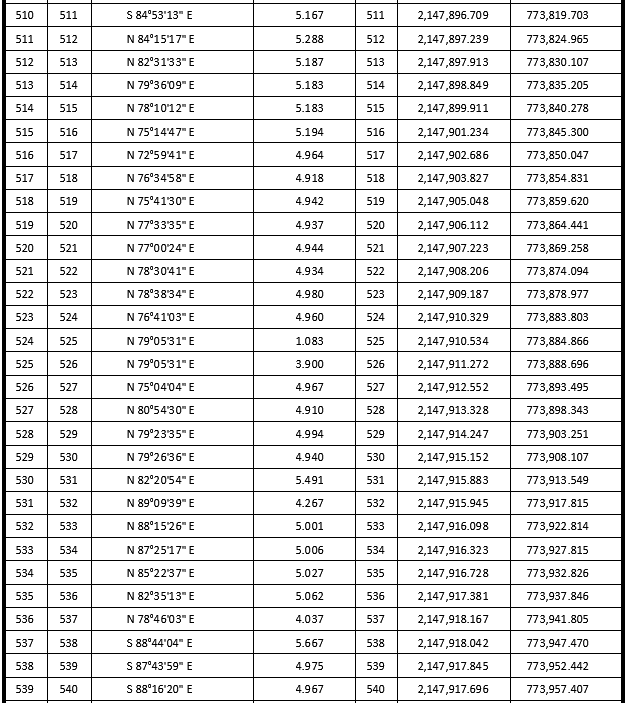 510 511 S 84°53'13" E 5.167 511 2,147,896.709 773,819.703
511 512 N 84°15'17" E 5.288 512 2,147,897.239 773,824.965
512 513 N 82°31'33" E 5.187 513 2,147,897.913 773,830.107
513 514 N 79°36'09" E 5.183 514 2,147,898.849 773,835.205
514 515 N 78°10'12" E 5.183 515 2,147,899.911 773,840.278
515 516 N 75°14'47" E 5.194 516 2,147,901.234 773,845.300
516 517 N 72°59'41" E 4.964 517 2,147,902.686 773,850.047
517 518 N 76°34'58" E 4.918 518 2,147,903.827 773,854.831
518 519 N 75°41'30" E 4.942 519 2,147,905.048 773,859.620
519 520 N 77°33'35" E 4.937 520 2,147,906.112 773,864.441
520 521 N 77°00'24" E 4.944 521 2,147,907.223 773,869.258
521 522 N 78°30'41" E 4.934 522 2,147,908.206 773,874.094
522 523 N 78°38'34" E 4.980 523 2,147,909.187 773,878.977
523 524 N 76°41'03" E 4.960 524 2,147,910.329 773,883.803
524 525 N 79°05'31" E 1.083 525 2,147,910.534 773,884.866
525 526 N 79°05'31" E 3.900 526 2,147,911.272 773,888.696
526 527 N 75°04'04" E 4.967 527 2,147,912.552 773,893.495
527 528 N 80°54'30" E 4.910 528 2,147,913.328 773,898.343
528 529 N 79°23'35" E 4.994 529 2,147,914.247 773,903.251
529 530 N 79°26'36" E 4.940 530 2,147,915.152 773,908.107
530 531 N 82°20'54" E 5.491 531 2,147,915.883 773,913.549
531 532 N 89°09'39" E 4.267 532 2,147,915.945 773,917.815
532 533 N 88°15'26" E 5.001 533 2,147,916.098 773,922.814
533 534 N 87°25'17" E 5.006 534 2,147,916.323 773,927.815
534 535 N 85°22'37" E 5.027 535 2,147,916.728 773,932.826
535 536 N 82°35'13" E 5.062 536 2,147,917.381 773,937.846
536 537 N 78°46'03" E 4.037 537 2,147,918.167 773,941.805
537 538 S 88°44'04" E 5.667 538 2,147,918.042 773,947.470
538 539 S 87°43'59" E 4.975 539 2,147,917.845 773,952.442
539 540 S 88°16'20" E 4.967 540 2,147,917.696 773,957.407